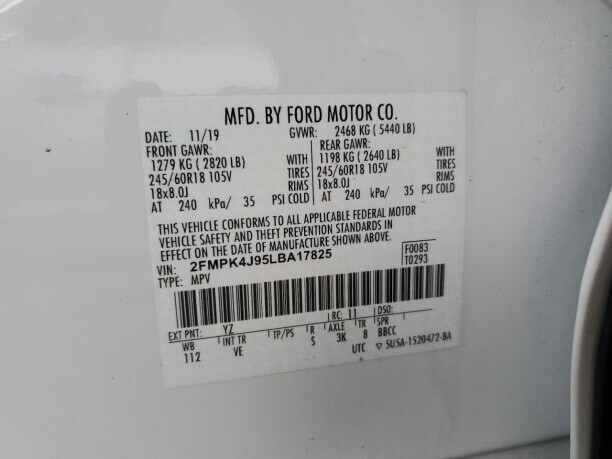 MFD. BY FORD MOTOR CO.
DATE: 11/19 GVWR: 2468 KG ( 5440 LB)
FRONT GAWR: REAR GAWR:
1279 KG ( 2820 LB) WITH 1198 KG ( 2640 LB) WITH
245/60R18 105V TIRES 245/60R18 105V TIRES
18x8.0J RIMS 18x8.0J RIMS
AT 240 kPa/ 35 PSI COLD AT 240 kPa/ 35 PSI COLD
THIS VEHICLE CONFORMS TO ALL APPLICABLE FEDERAL MOTOR
VEHICLE SAFETY AND THEFT PREVENTION STANDARDS IN
EFFECT ON THE DATE OF MANUFACTURE SHOWN ABOVE.
VIN: 2FMPK4J95LBA17825 F0083
TYPE: MPV T0293
EXT PNT: YZ RC: 11 DSO:
WB INT TR TP/PS R AXLE TR SPR
112 VE S 3K 8 BBCC
UTC ▽ 5U5A-1520472-BA